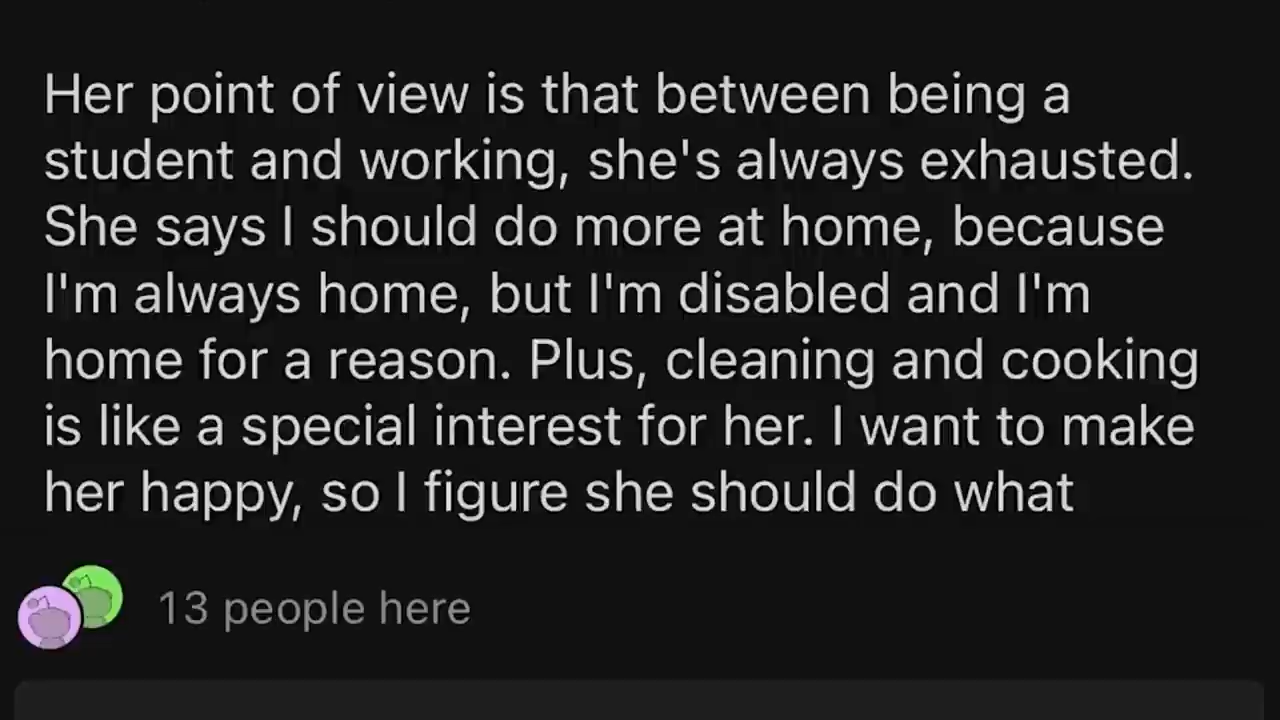 Her point of view is that between being a
student and working, she's always exhausted.
She says I should do more at home, because
I'm always home, but I'm disabled and I'm
home for a reason. Plus, cleaning and cooking
is like a special interest for her. I want to make
her happy, so I figure she should do what
13 people here